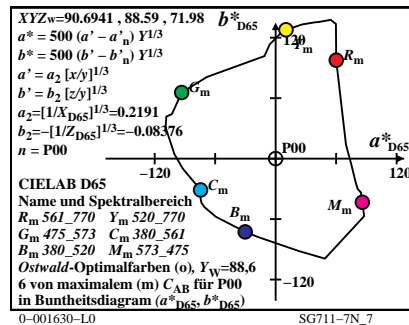 XYZw=90.6941, 88.59, 71.98
a* = 500 (a' - a'n) Y1/3
b* = 500 (b' - b'n) Y1/3
a' = a2 [x/y]1/3
b' = b2 [z/y]1/3
a2=[1/XD65]1/3=0.2191
b2=-[1/ZD65]1/3=-0.08376
n = P00
CIELAB D65
Name und Spektralbereich
Rm 561_770 Ym 520_770
Gm 475_573 Cm 380_561
Bm 380_520 Mm 573_475
Ostwald-Optimalfarben (o), YW=88,6
6 von maximalem (m) CAB für P00
in Buntheitsdiagram (a*D65, b*D65)
b*D65
120
Ym
Rm
Gm
P00
a*D65
-120
120
Cm
Bm
Mm
-120
0-001630-L0
SG711-7N_7